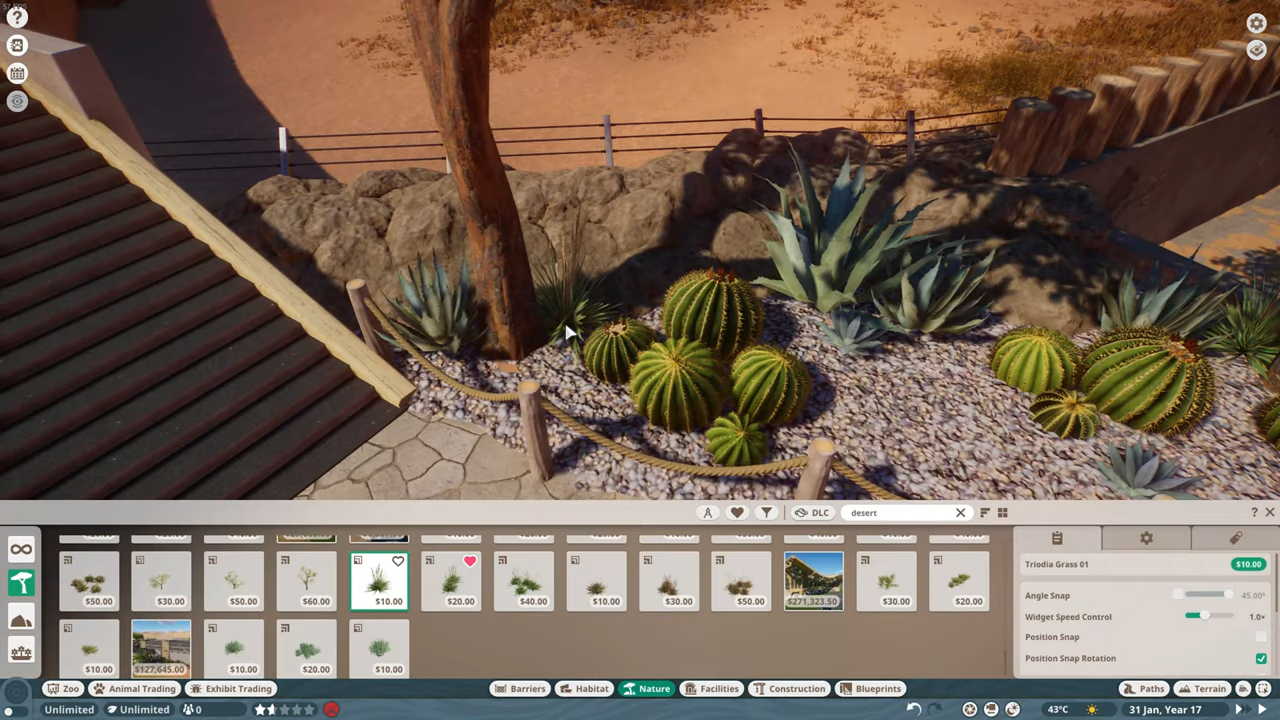 DLC
desert
$50.00
$30.00
$50.00
$60.00
$10.00
$20.00
$40.00
$10.00
$30.00
$50.00
$271,323.50
$30.00
$20.00
$10.00
$127,645.00
$10.00
$20.00
$10.00
Triodia Grass 01
$10.00
Angle Snap
45.00°
Widget Speed Control
1.0×
Position Snap
Position Snap Rotation
Zoo
Animal Trading
Exhibit Trading
Barriers
Habitat
Nature
Facilities
Construction
Blueprints
Paths
Terrain
Unlimited
Unlimited
0
43°C
31 Jan, Year 17